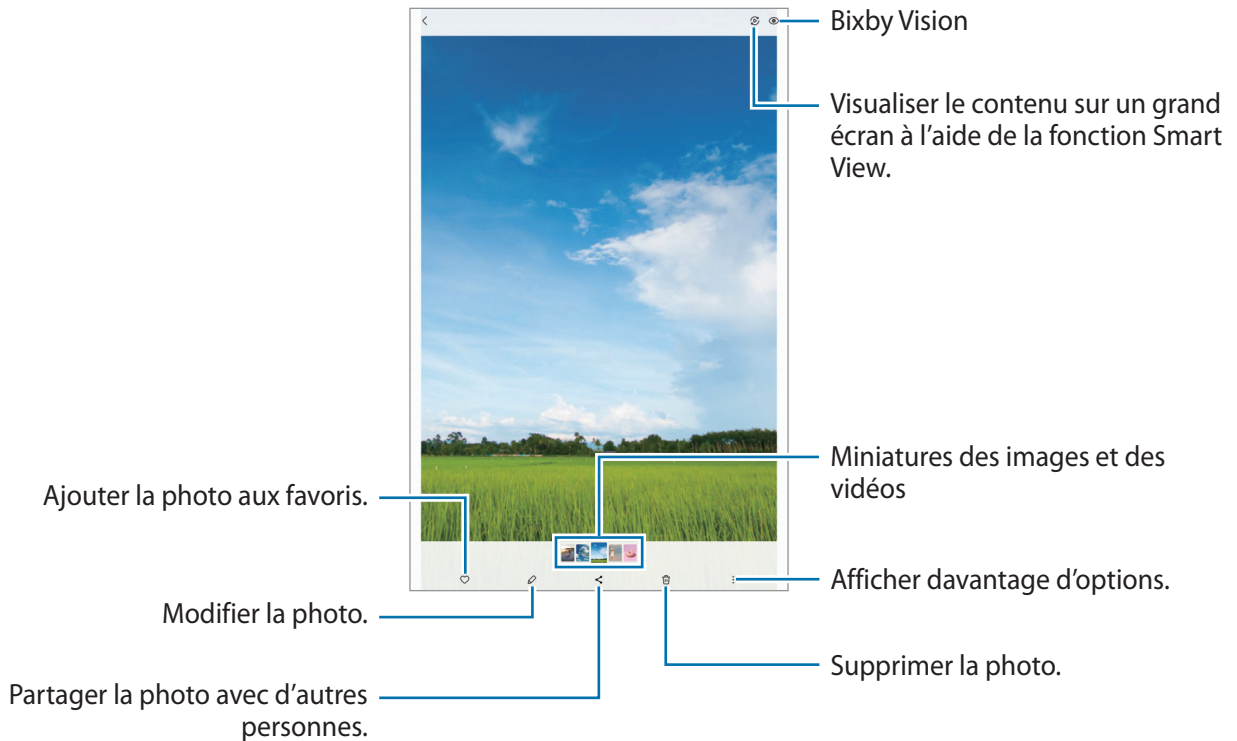 Bixby Vision
Visualiser le contenu sur un grand
écran à l'aide de la fonction Smart
View.
Miniatures des images et des
vidéos
Ajouter la photo aux favoris.
Afficher davantage d'options.
Modifier la photo.
Supprimer la photo.
Partager la photo avec d'autres
personnes.